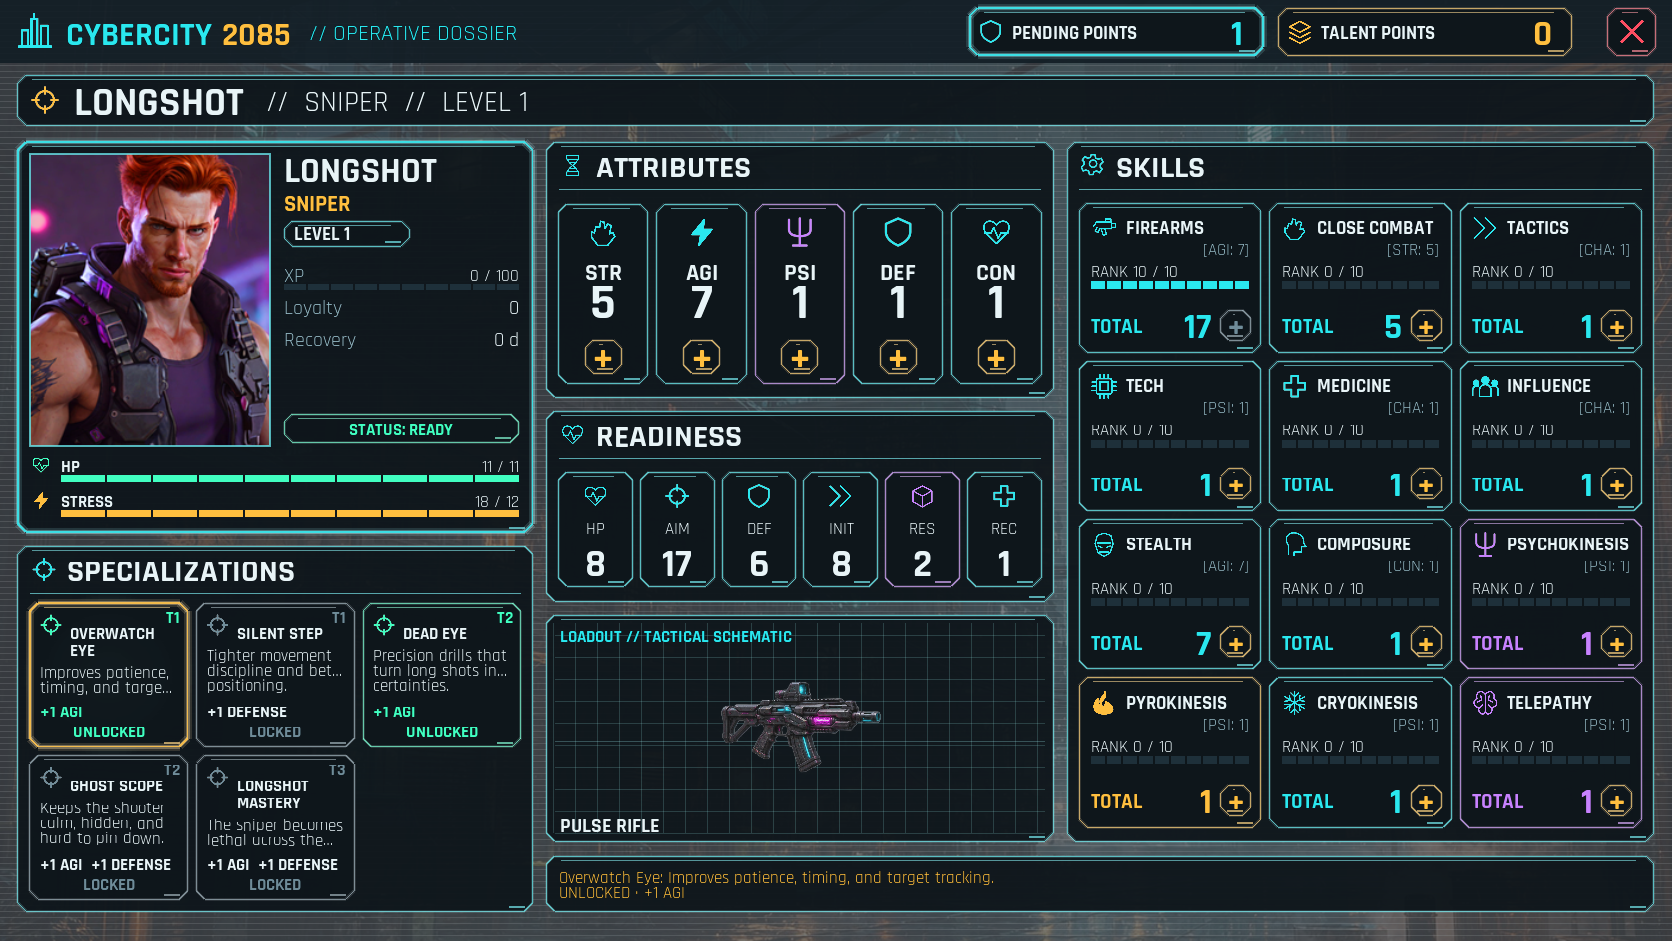 CYBERCITY 2085 // OPERATIVE DOSSIER
PENDING POINTS 1
TALENT POINTS 0
LONGSHOT // SNIPER // LEVEL 1
LONGSHOT
SNIPER
LEVEL 1
XP 0 / 100
Loyalty 0
Recovery 0 d
STATUS: READY
HP 11 / 11
STRESS 18 / 12
SPECIALIZATIONS
T1
OVERWATCH
EYE
Improves patience,
timing, and targe...
+1 AGI
UNLOCKED
T1
SILENT STEP
Tighter movement
discipline and bet...
positioning.
+1 DEFENSE
LOCKED
T2
DEAD EYE
Precision drills that
turn long shots in...
certainties.
+1 AGI
UNLOCKED
T2
GHOST SCOPE
Keeps the shooter
calm, hidden, and
hard to pin down.
+1 AGI +1 DEFENSE
LOCKED
T3
LONGSHOT
MASTERY
The sniper becomes
lethal across the...
+1 AGI +1 DEFENSE
LOCKED
ATTRIBUTES
STR
5
+
AGI
7
+
PSI
1
+
DEF
1
+
CON
1
+
READINESS
HP
8
AIM
17
DEF
6
INIT
8
RES
2
REC
1
LOADOUT // TACTICAL SCHEMATIC
PULSE RIFLE
SKILLS
FIREARMS
[AGI: 7]
RANK 10 / 10
TOTAL 17 +
CLOSE COMBAT
[STR: 5]
RANK 0 / 10
TOTAL 5 +
TACTICS
[CHA: 1]
RANK 0 / 10
TOTAL 1 +
TECH
[PSI: 1]
RANK 0 / 10
TOTAL 1 +
MEDICINE
[CHA: 1]
RANK 0 / 10
TOTAL 1 +
INFLUENCE
[CHA: 1]
RANK 0 / 10
TOTAL 1 +
STEALTH
[AGI: 7]
RANK 0 / 10
TOTAL 7 +
COMPOSURE
[CON: 1]
RANK 0 / 10
TOTAL 1 +
PSYCHOKINESIS
[PSI: 1]
RANK 0 / 10
TOTAL 1 +
PYROKINESIS
[PSI: 1]
RANK 0 / 10
TOTAL 1 +
CRYOKINESIS
[PSI: 1]
RANK 0 / 10
TOTAL 1 +
TELEPATHY
[PSI: 1]
RANK 0 / 10
TOTAL 1 +
Overwatch Eye: Improves patience, timing, and target tracking.
UNLOCKED · +1 AGI